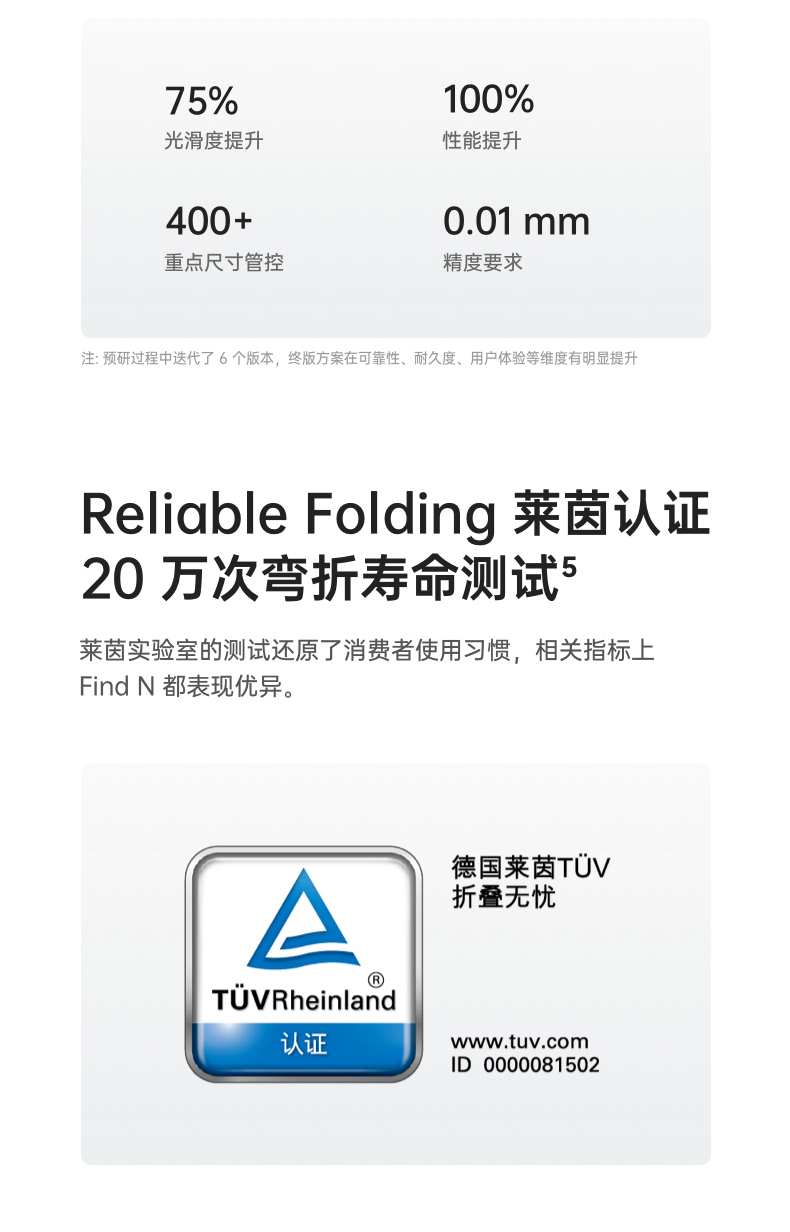 75%
100%
光滑度提升
性能提升
400+
0.01 mm
重点尺寸管控
精度要求
注: 预研过程中迭代了 6 个版本，终版方案在可靠性、耐久度、用户体验等维度有明显提升
Reliable Folding 莱茵认证
20 万次弯折寿命测试⁵
莱茵实验室的测试还原了消费者使用习惯，相关指标上
Find N 都表现优异。
TÜVRheinland®
认证
德国莱茵TÜV
折叠无忧
www.tuv.com
ID 0000081502